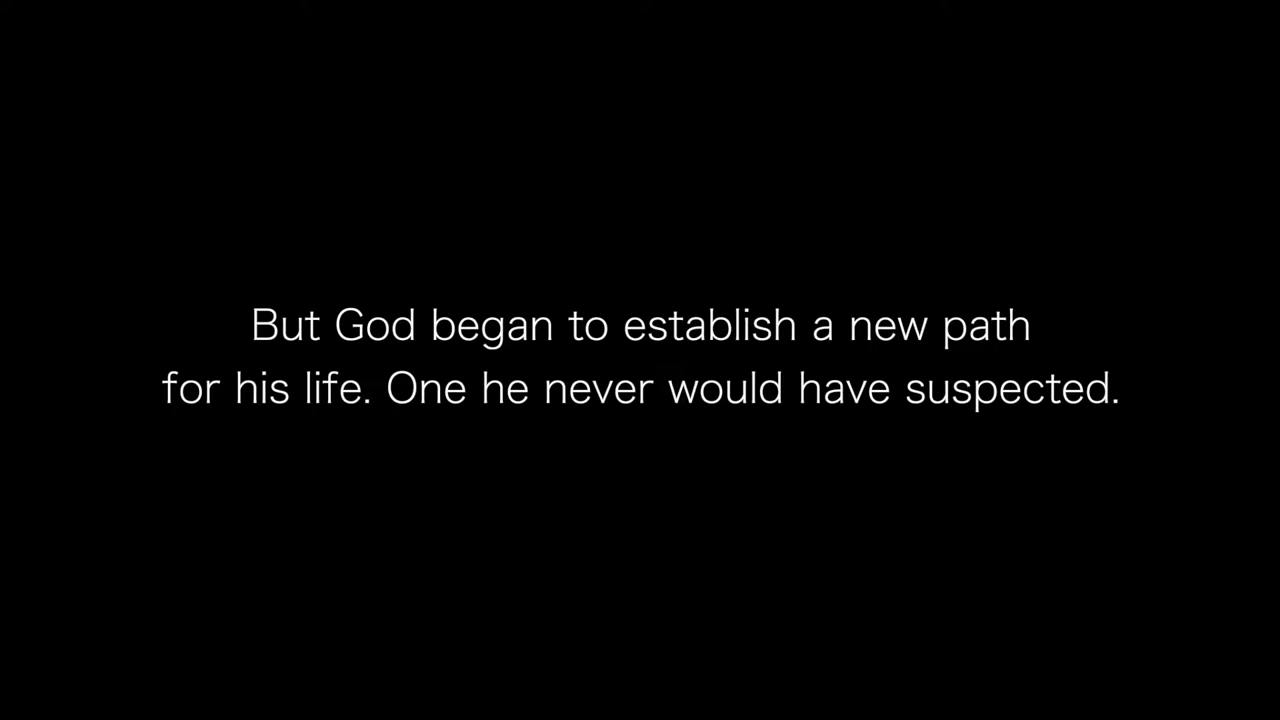 But God began to establish a new path
for his life. One he never would have suspected.